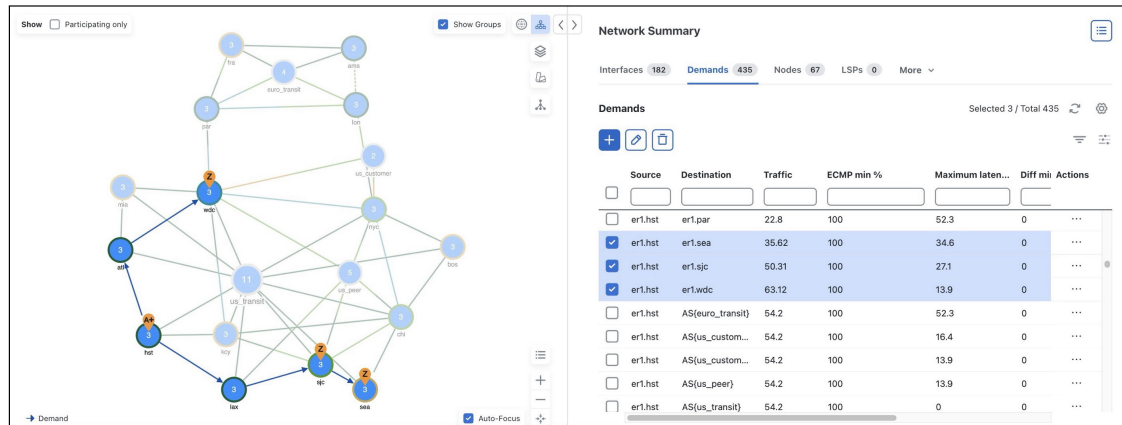 Show Participating only
Show Groups
3
fra
3
ams
4
euro_transit
3
par
3
lon
2
us_customer
Z
3
wdc
3
mia
3
nyc
3
atl
3
bos
11
us_transit
5
us_peer
A+
3
hst
3
scy
3
chi
Z
3
sjc
3
lax
Z
3
sea
Demand
Auto-Focus
Network Summary
Interfaces 182 Demands 435 Nodes 67 LSPs 0 More
Demands Selected 3 / Total 435
Source Destination Traffic ECMP min % Maximum laten... Diff mi Actions
er1.hst er1.par 22.8 100 52.3 0 ...
er1.hst er1.sea 35.62 100 34.6 0 ...
er1.hst er1.sjc 50.31 100 27.1 0 ...
er1.hst er1.wdc 63.12 100 13.9 0 ...
er1.hst AS{euro_transit} 54.2 100 52.3 0 ...
er1.hst AS{us_custom... 54.2 100 16.4 0 ...
er1.hst AS{us_custom... 54.2 100 13.9 0 ...
er1.hst AS{us_peer} 54.2 100 13.9 0 ...
er1.hst AS{us_transit} 54.2 100 0 0 ...